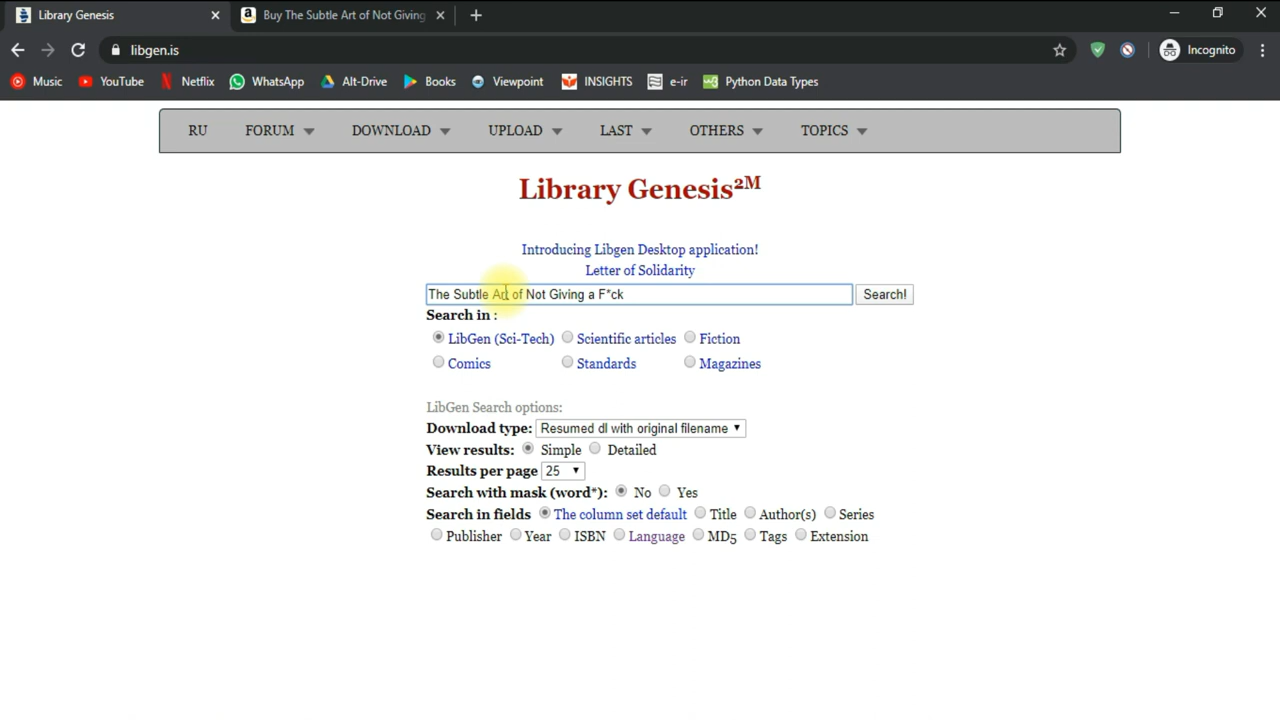 Library Genesis
Buy The Subtle Art of Not Giving
libgen.is
Incognito
Music YouTube Netflix WhatsApp Alt-Drive Books Viewpoint INSIGHTS e-ir Python Data Types
RU FORUM DOWNLOAD UPLOAD LAST OTHERS TOPICS
Library Genesis2M
Introducing Libgen Desktop application!
Letter of Solidarity
The Subtle Art of Not Giving a F*ck Search!
Search in :
LibGen (Sci-Tech) Scientific articles Fiction
Comics Standards Magazines
LibGen Search options:
Download type: Resumed dl with original filename
View results: Simple Detailed
Results per page 25
Search with mask (word*): No Yes
Search in fields The column set default Title Author(s) Series
Publisher Year ISBN Language MD5 Tags Extension